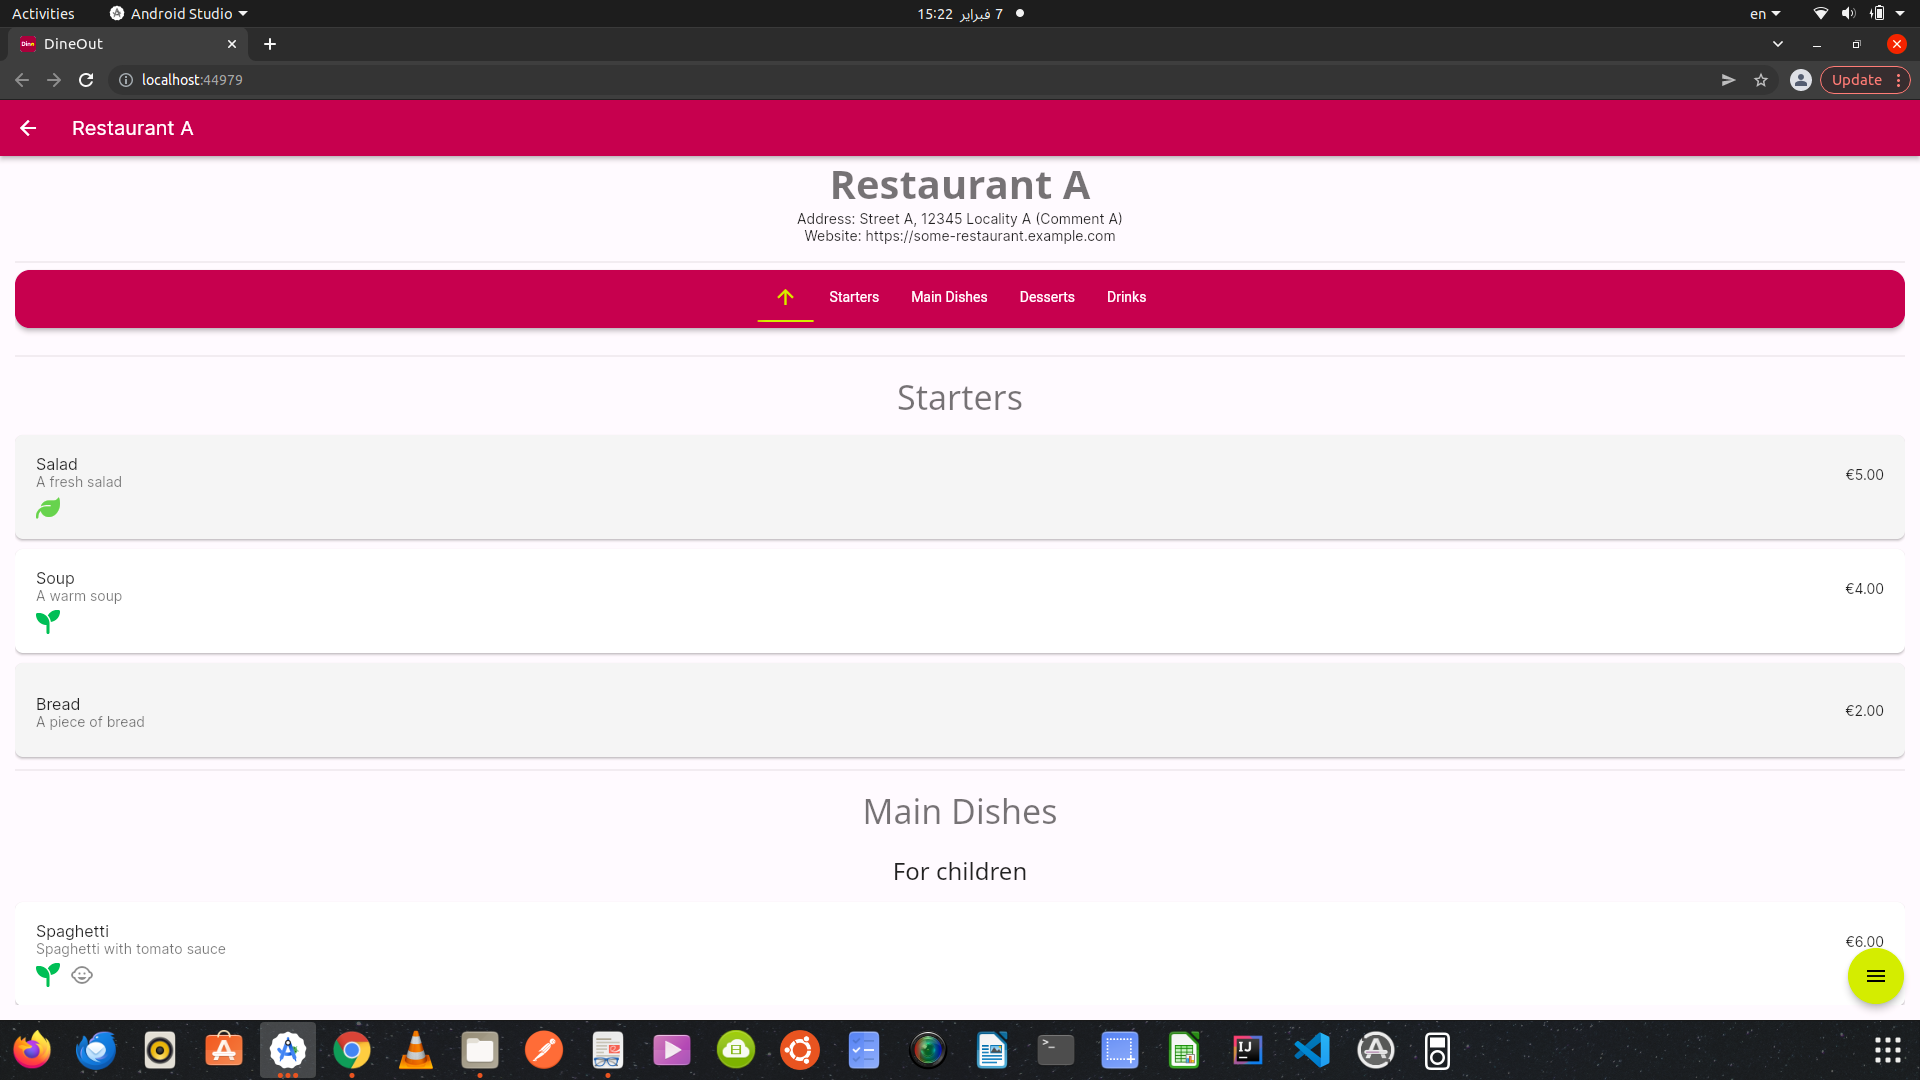 Activities
Android Studio
7 فبراير 15:22
en
DineOut
localhost:44979
Update
Restaurant A
Restaurant A
Address: Street A, 12345 Locality A (Comment A)
Website: https://some-restaurant.example.com
Starters
Main Dishes
Desserts
Drinks
Starters
Salad
A fresh salad
€5.00
Soup
A warm soup
€4.00
Bread
A piece of bread
€2.00
Main Dishes
For children
Spaghetti
Spaghetti with tomato sauce
€6.00